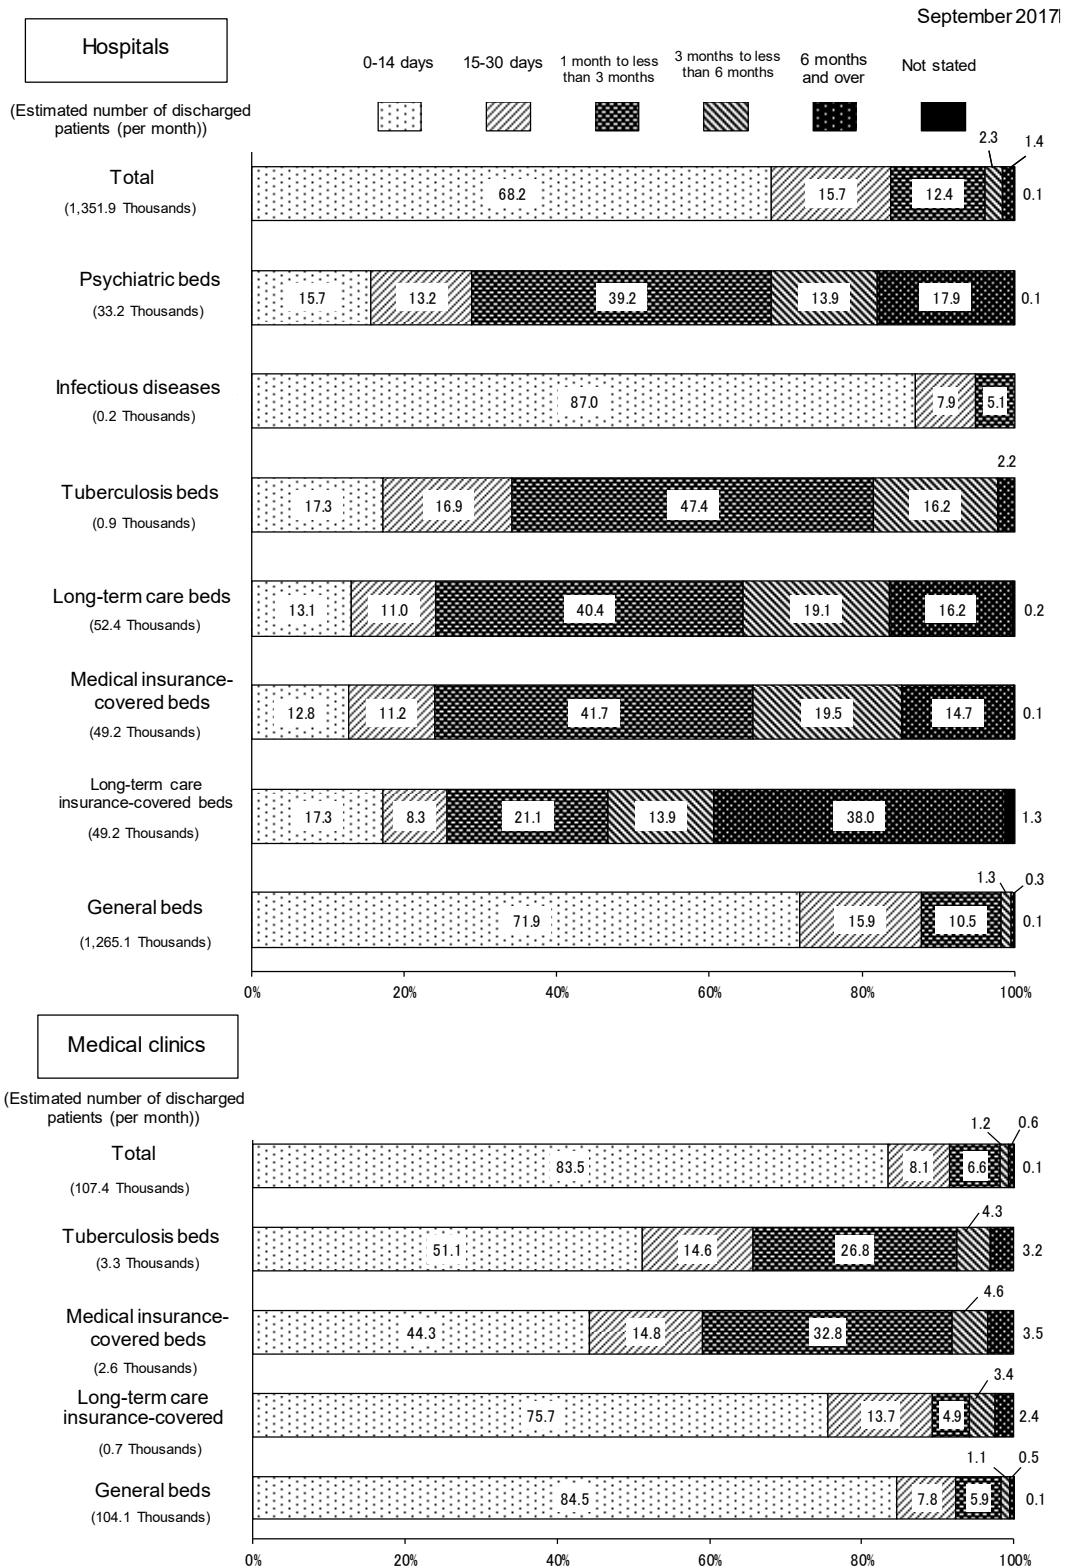 September 2017
Hospitals
0-14 days
15-30 days
1 month to less
than 3 months
3 months to less
than 6 months
6 months
and over
Not stated
(Estimated number of discharged
patients (per month))
2.3
1.4
Total
(1,351.9 Thousands)
68.2
15.7
12.4
0.1
Psychiatric beds
(33.2 Thousands)
15.7
13.2
39.2
13.9
17.9
0.1
Infectious diseases
(0.2 Thousands)
87.0
7.9
5.1
2.2
Tuberculosis beds
(0.9 Thousands)
17.3
16.9
47.4
16.2
Long-term care beds
(52.4 Thousands)
13.1
11.0
40.4
19.1
16.2
0.2
Medical insurance-
covered beds
(49.2 Thousands)
12.8
11.2
41.7
19.5
14.7
0.1
Long-term care
insurance-covered beds
(49.2 Thousands)
17.3
8.3
21.1
13.9
38.0
1.3
1.3
0.3
General beds
(1,265.1 Thousands)
71.9
15.9
10.5
0.1
0%
20%
40%
60%
80%
100%
Medical clinics
(Estimated number of discharged
patients (per month))
1.2
0.6
Total
(107.4 Thousands)
83.5
8.1
6.6
0.1
4.3
Tuberculosis beds
(3.3 Thousands)
51.1
14.6
26.8
3.2
4.6
Medical insurance-
covered beds
(2.6 Thousands)
44.3
14.8
32.8
3.5
3.4
Long-term care
insurance-covered
(0.7 Thousands)
75.7
13.7
4.9
2.4
1.1
0.5
General beds
(104.1 Thousands)
84.5
7.8
5.9
0.1
0%
20%
40%
60%
80%
100%